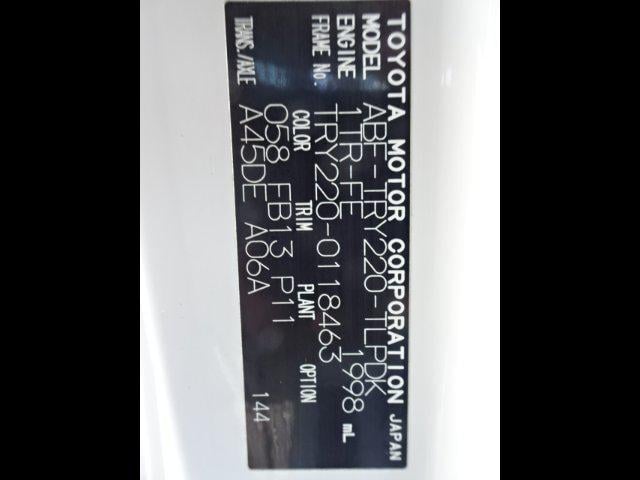 TOYOTA MOTOR CORPORATION JAPAN
MODEL ABF-TRY220-TLPDK
ENGINE 1TR-FE 1998 mL
FRAME No. TRY220-0118463
COLOR TRIM PLANT OPTION
058 FB13 P11
TRANS./AXLE A45DE A06A 144